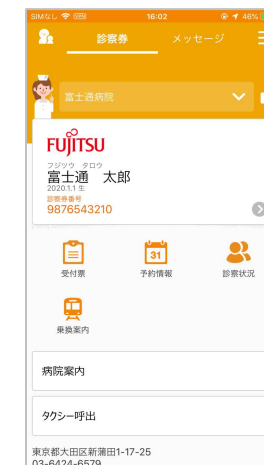 SIMなし 16:02 46%
診察券 メッセージ
富士通病院
FUJITSU
フジツウ タロウ
富士通 太郎
2020.1.1 生
診察券番号
9876543210
受付票 予約情報 診察状況
31
乗換案内
病院案内
タクシー呼出
東京都大田区新蒲田1-17-25
03-6424-6579